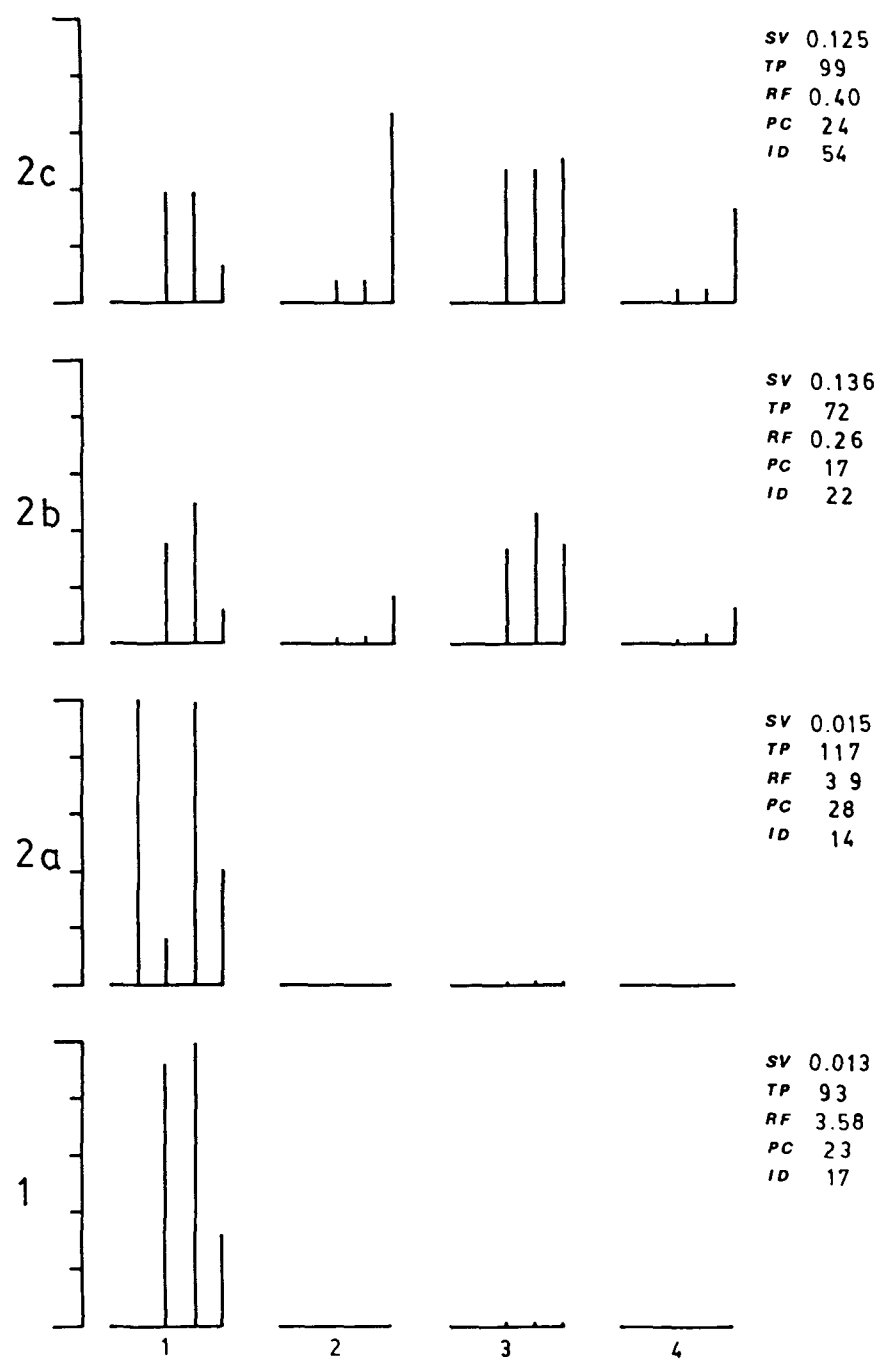 2c
SV 0.125
TP 99
RF 0.40
PC 24
ID 54
2b
SV 0.136
TP 72
RF 0.26
PC 17
ID 22
2a
SV 0.015
TP 117
RF 3 9
PC 28
ID 14
1
SV 0.013
TP 93
RF 3.58
PC 23
ID 17
1 2 3 4